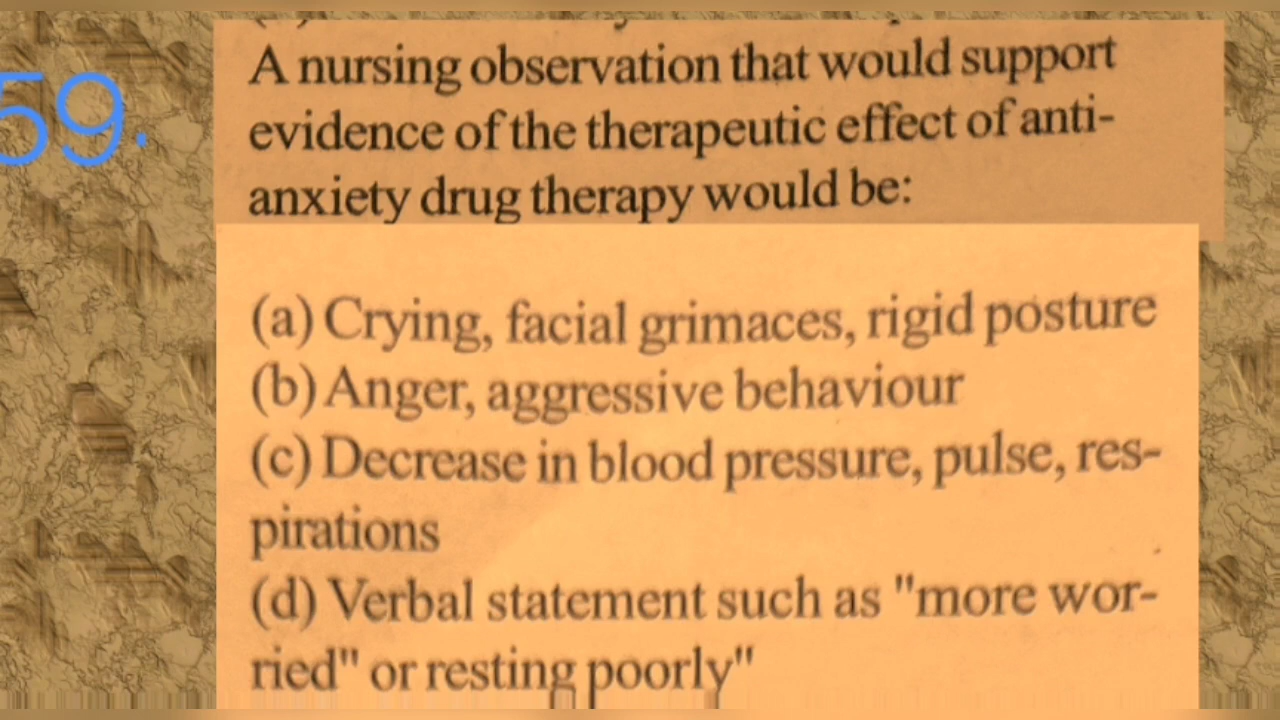 59.
A nursing observation that would support
evidence of the therapeutic effect of anti-
anxiety drug therapy would be:
(a) Crying, facial grimaces, rigid posture
(b) Anger, aggressive behaviour
(c) Decrease in blood pressure, pulse, res-
pirations
(d) Verbal statement such as "more wor-
ried" or resting poorly"